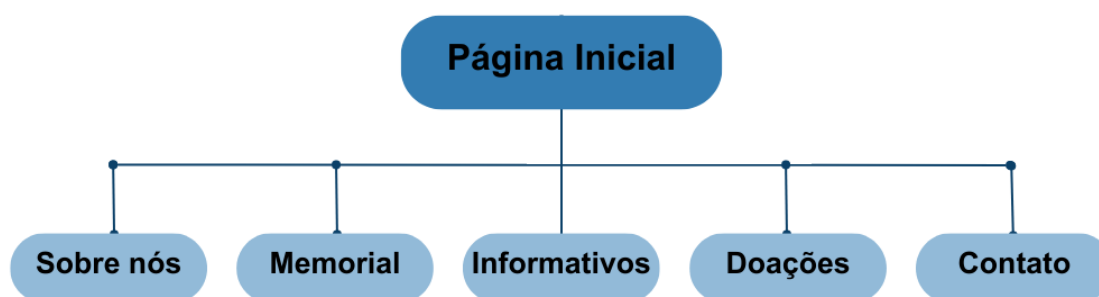 Página Inicial
Sobre nós
Memorial
Informativos
Doações
Contato